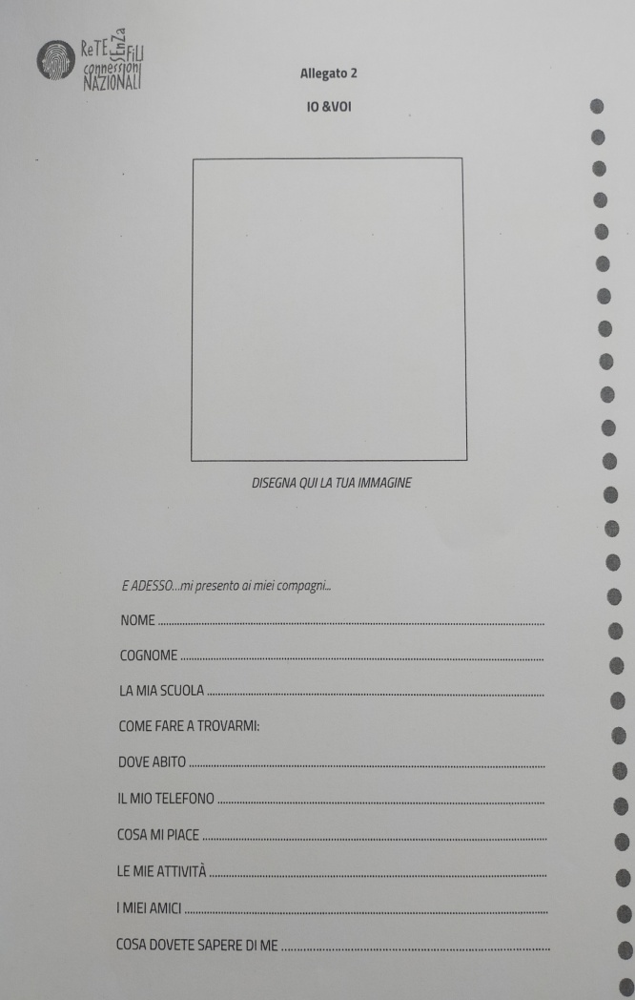 ReTE SEnZa FiLI
connessioni
NAZIONALI
Allegato 2
IO &VOI
DISEGNA QUI LA TUA IMMAGINE
E ADESSO...mi presento ai miei compagni...
NOME ................................................................
COGNOME ................................................................
LA MIA SCUOLA ................................................................
COME FARE A TROVARMI:
DOVE ABITO ................................................................
IL MIO TELEFONO ................................................................
COSA MI PIACE ................................................................
LE MIE ATTIVITÀ ................................................................
I MIEI AMICI ................................................................
COSA DOVETE SAPERE DI ME ................................................................